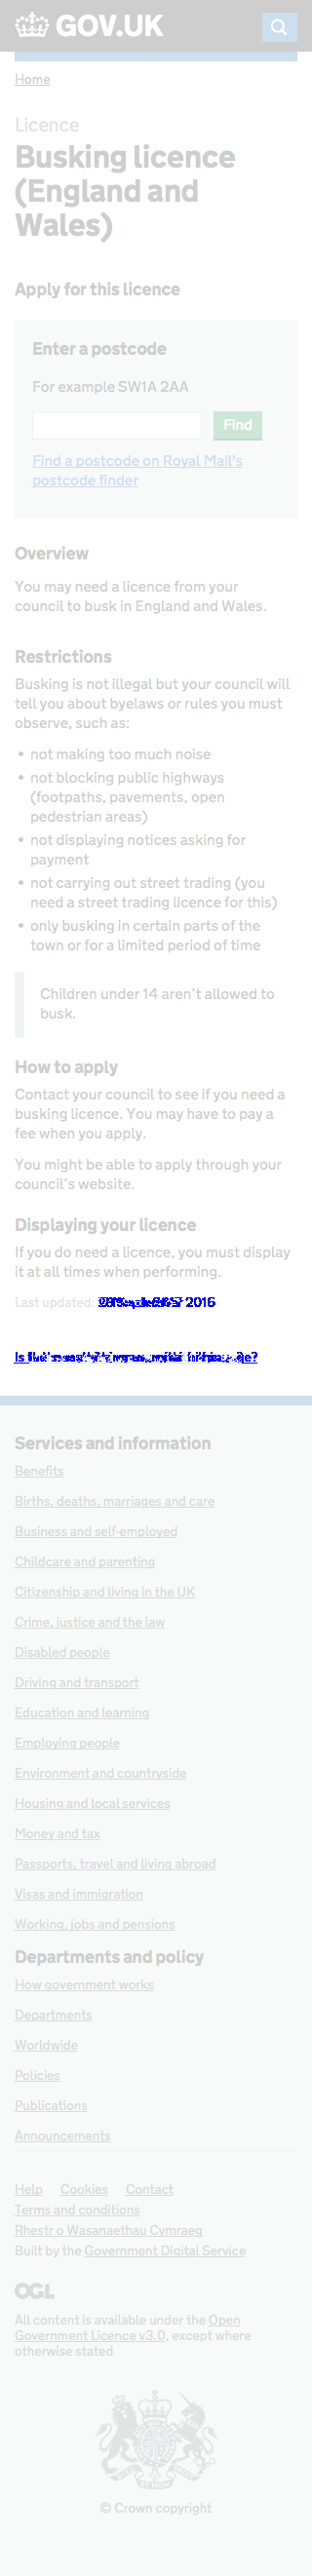 GOV.UK
Home
Licence
Busking licence
(England and
Wales)
Apply for this licence
Enter a postcode
For example SW1A 2AA
Find
Find a postcode on Royal Mail's
postcode finder
Overview
You may need a licence from your
council to busk in England and Wales.
Restrictions
Busking is not illegal but your council will
tell you about byelaws or rules you must
observe, such as:
• not making too much noise
• not blocking public highways
(footpaths, pavements, open
pedestrian areas)
• not displaying notices asking for
payment
• not carrying out street trading (you
need a street trading licence for this)
• only busking in certain parts of the
town or for a limited period of time
Children under 14 aren't allowed to
busk.
How to apply
Contact your council to see if you need a
busking licence. You may have to pay a
fee when you apply.
You might be able to apply through your
council's website.
Displaying your licence
If you do need a licence, you must display
it at all times when performing.
Last updated:
Services and information
Benefits
Births, deaths, marriages and care
Business and self-employed
Childcare and parenting
Citizenship and living in the UK
Crime, justice and the law
Disabled people
Driving and transport
Education and learning
Employing people
Environment and countryside
Housing and local services
Money and tax
Passports, travel and living abroad
Visas and immigration
Working, jobs and pensions
Departments and policy
How government works
Departments
Worldwide
Policies
Publications
Announcements
Help Cookies Contact
Terms and conditions
Rhestr o Wasanaethau Cymraeg
Built by the Government Digital Service
OGL
All content is available under the Open
Government Licence v3.0, except where
otherwise stated
© Crown copyright